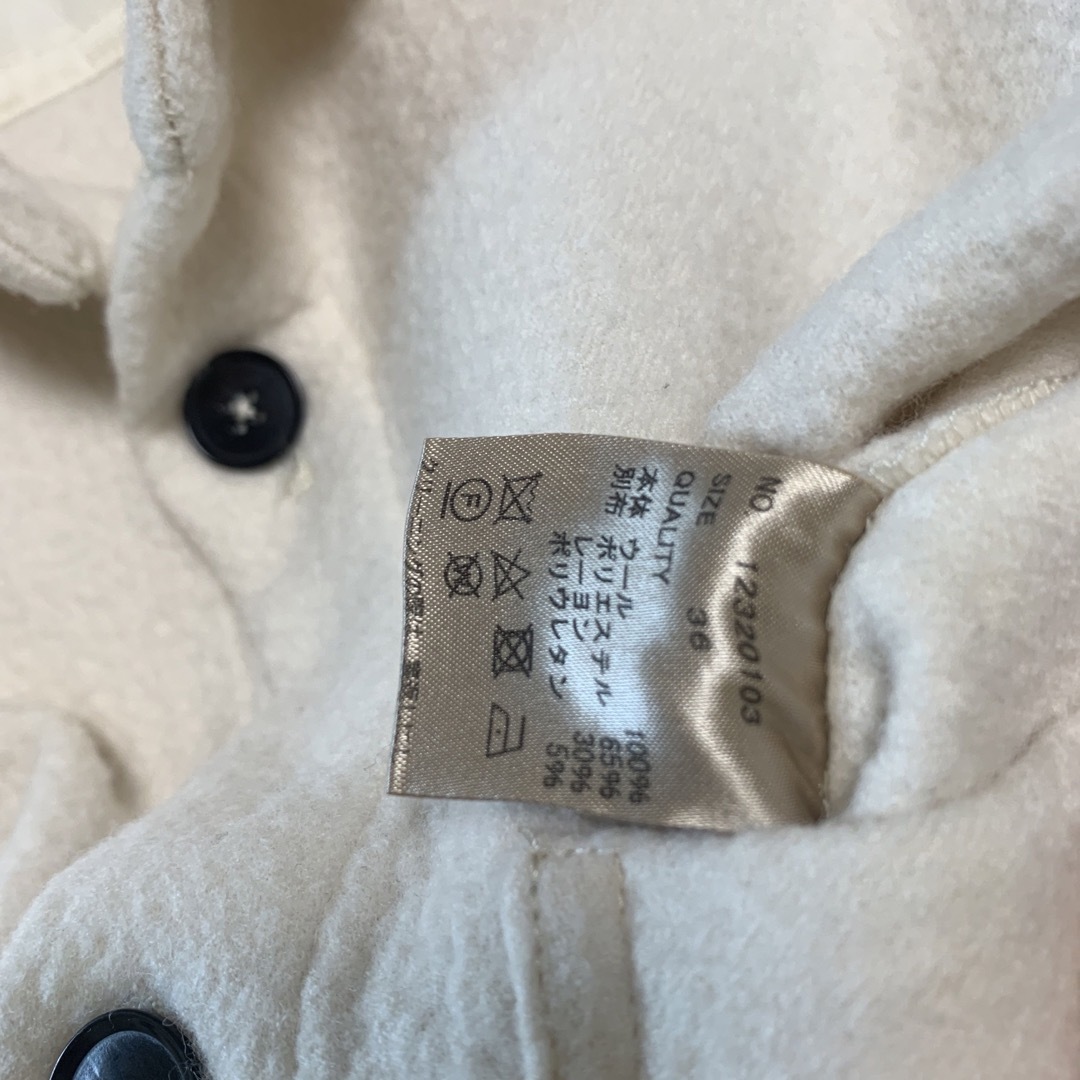 NO 12320103
SIZE 36
QUALITY
本体 ウール 100%
別布 ポリエステル 65%
レーヨン 30%
ポリウレタン 5%
F